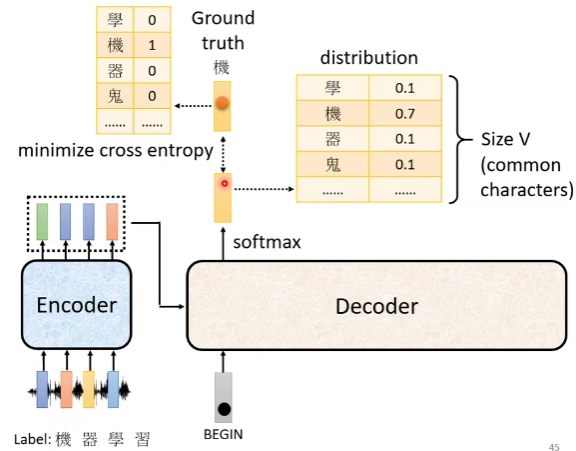 學 0
機 1
器 0
鬼 0
...... ......
Ground
truth
機
distribution
學 0.1
機 0.7
器 0.1
鬼 0.1
...... ......
Size V
(common
characters)
minimize cross entropy
softmax
Encoder
Decoder
BEGIN
Label: 機 器 學 習
45